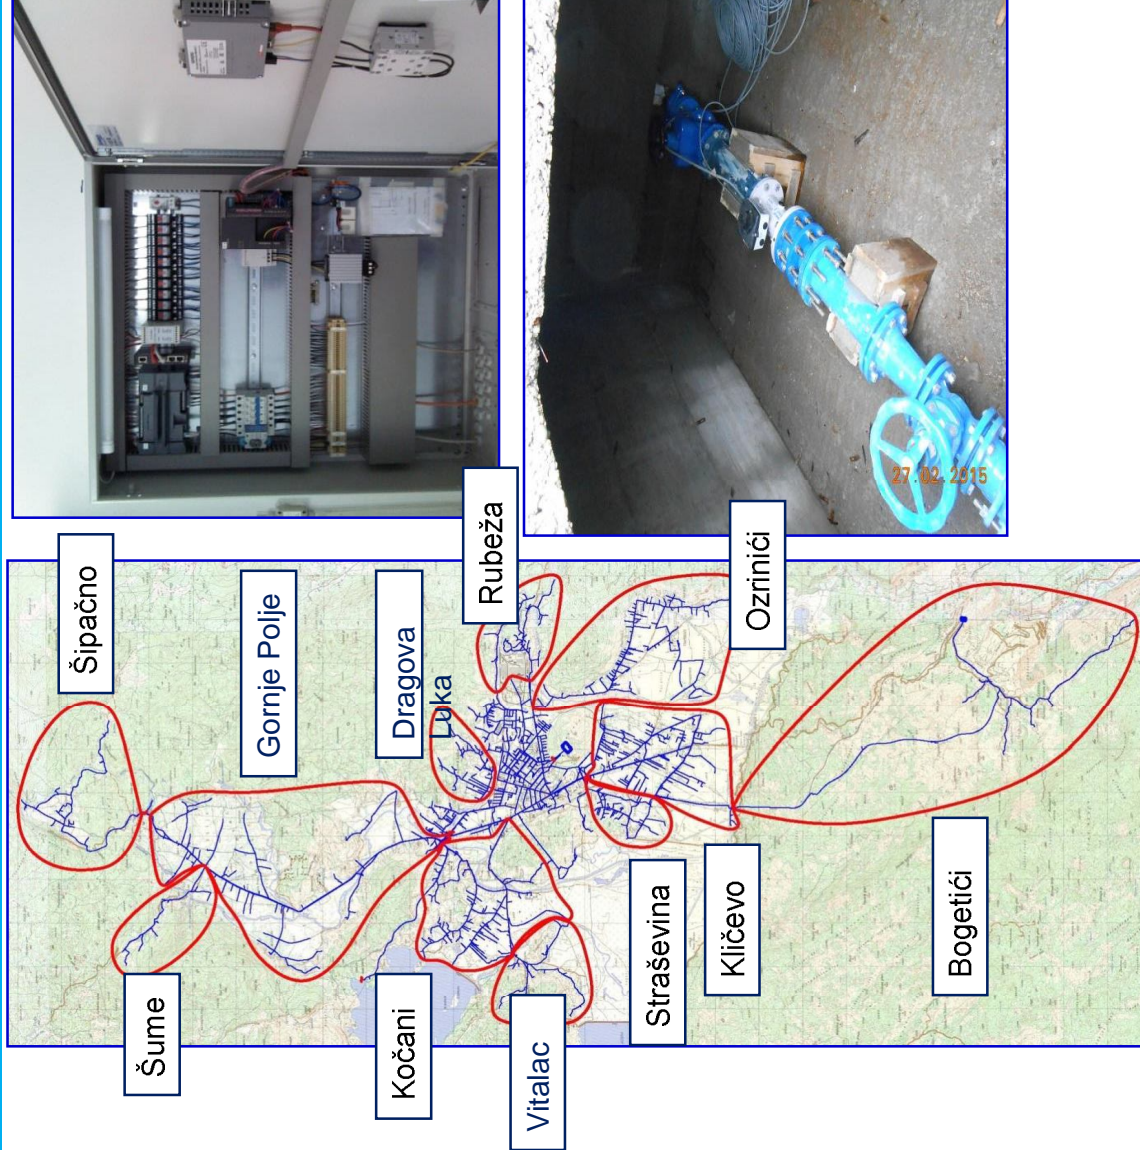 Šipačno
Gornje Polje
Dragova
Luka
Rubeža
Ozrinići
Šume
Kočani
Vitalac
Straševina
Kličevo
Bogetići
27.02.2015